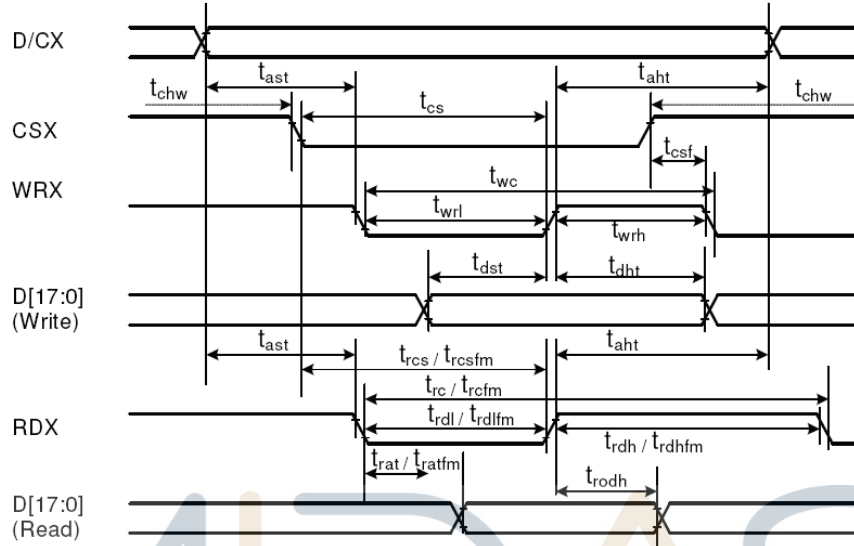 D/CX
t_ast
t_aht
t_chw
t_chw
t_cs
CSX
t_csf
WRX
t_wc
t_wrl
t_wrh
t_dst
t_dht
D[17:0]
(Write)
t_ast
t_rcs / t_rcsfm
t_aht
t_rc / t_rcfm
RDX
t_rdl / t_rdlfm
t_rdh / t_rdhfm
t_rat / t_ratfm
t_rodh
D[17:0]
(Read)